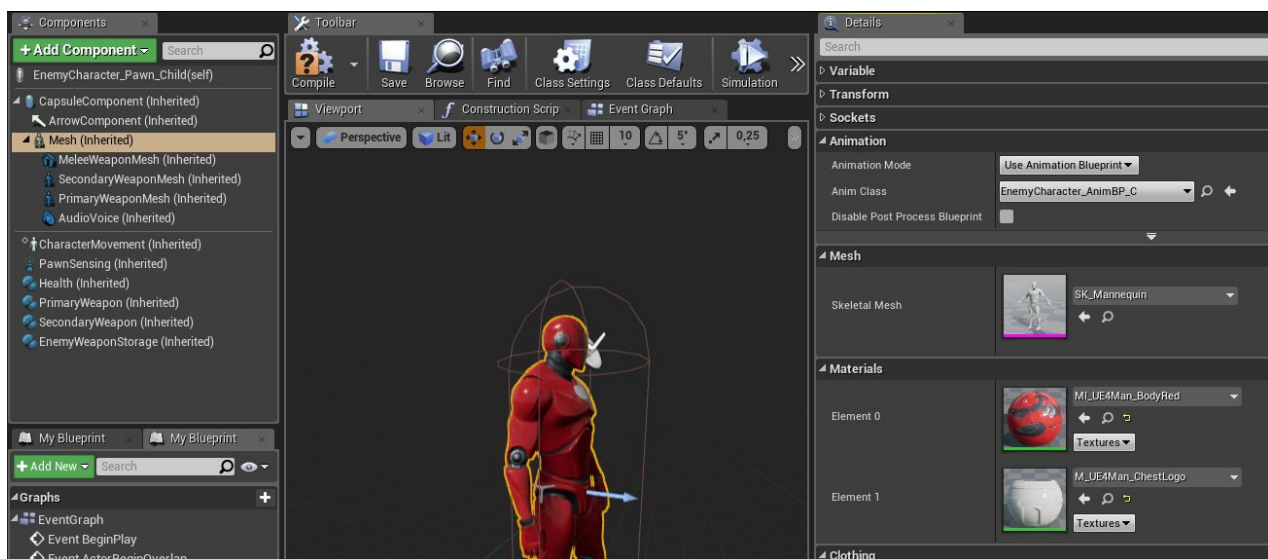 Components
+Add Component
Search
EnemyCharacter_Pawn_Child(self)
CapsuleComponent (Inherited)
ArrowComponent (Inherited)
Mesh (Inherited)
MeleeWeaponMesh (Inherited)
SecondaryWeaponMesh (Inherited)
PrimaryWeaponMesh (Inherited)
AudioVoice (Inherited)
CharacterMovement (Inherited)
PawnSensing (Inherited)
Health (Inherited)
PrimaryWeapon (Inherited)
SecondaryWeapon (Inherited)
EnemyWeaponStorage (Inherited)
My Blueprint
My Blueprint
+Add New
Search
Graphs
EventGraph
Event BeginPlay
Event ActorBeginOverlap
Toolbar
Compile
Save
Browse
Find
Class Settings
Class Defaults
Simulation
Viewport
Construction Scrip
Event Graph
Perspective
Lit
10
5°
0,25
Details
Search
Variable
Transform
Sockets
Animation
Animation Mode
Use Animation Blueprint
Anim Class
EnemyCharacter_AnimBP_C
Disable Post Process Blueprint
Mesh
Skeletal Mesh
SK_Mannequin
Materials
Element 0
MI_UE4Man_BodyRed
Textures
Element 1
M_UE4Man_ChestLogo
Textures
Clothing